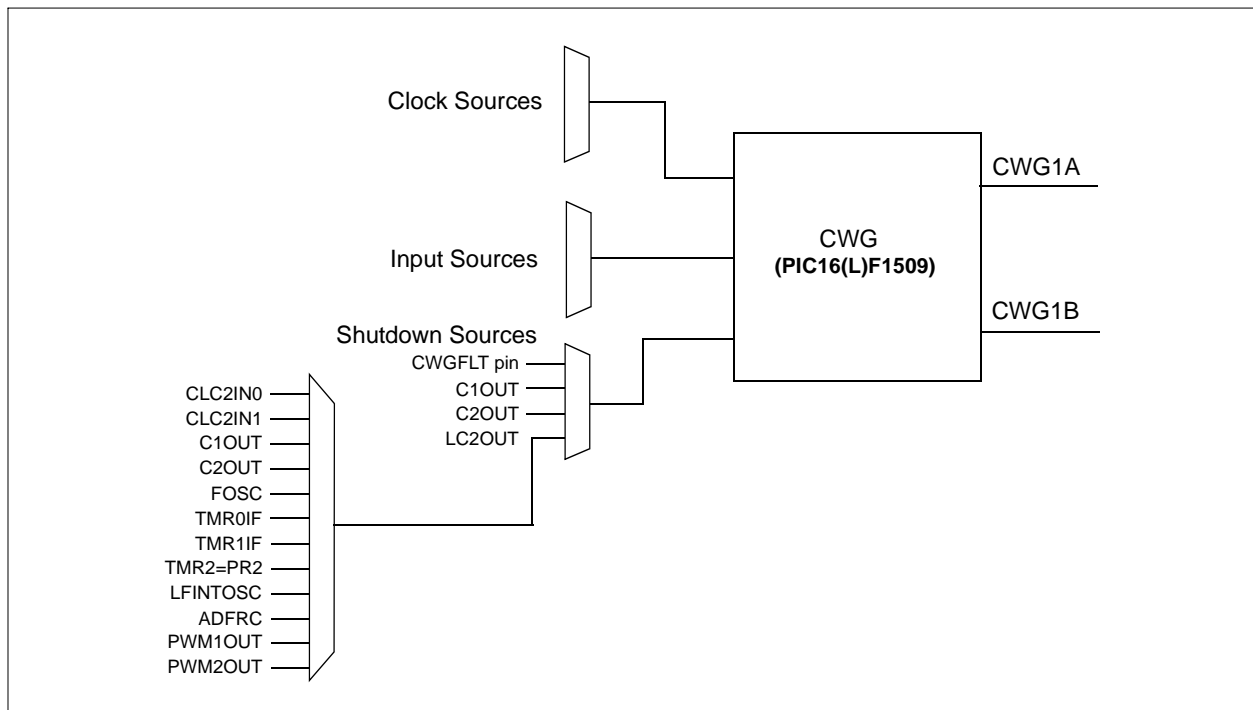 Clock Sources
Input Sources
Shutdown Sources
CWGFLT pin
C1OUT
C2OUT
LC2OUT
CLC2IN0
CLC2IN1
C1OUT
C2OUT
FOSC
TMR0IF
TMR1IF
TMR2=PR2
LFINTOSC
ADFRC
PWM1OUT
PWM2OUT
CWG
(PIC16(L)F1509)
CWG1A
CWG1B